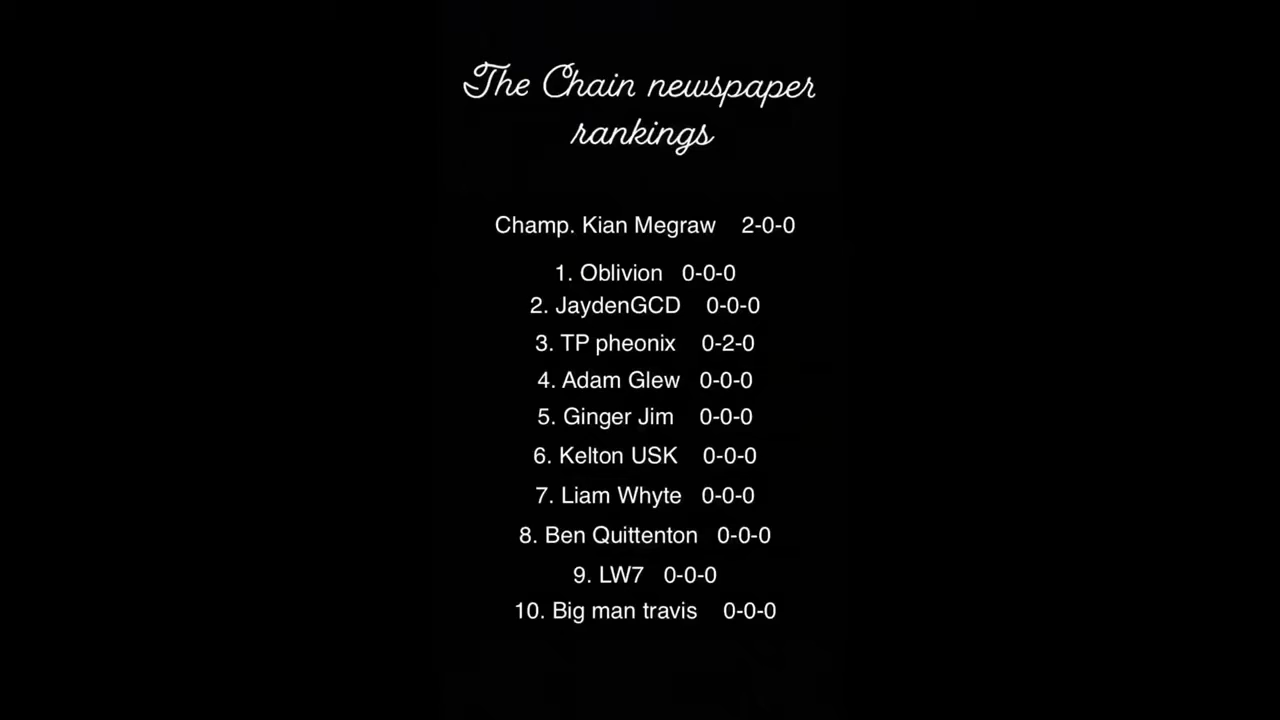 The Chain newspaper
rankings
Champ. Kian Megraw 2-0-0
1. Oblivion 0-0-0
2. JaydenGCD 0-0-0
3. TP pheonix 0-2-0
4. Adam Glew 0-0-0
5. Ginger Jim 0-0-0
6. Kelton USK 0-0-0
7. Liam Whyte 0-0-0
8. Ben Quittenton 0-0-0
9. LW7 0-0-0
10. Big man travis 0-0-0